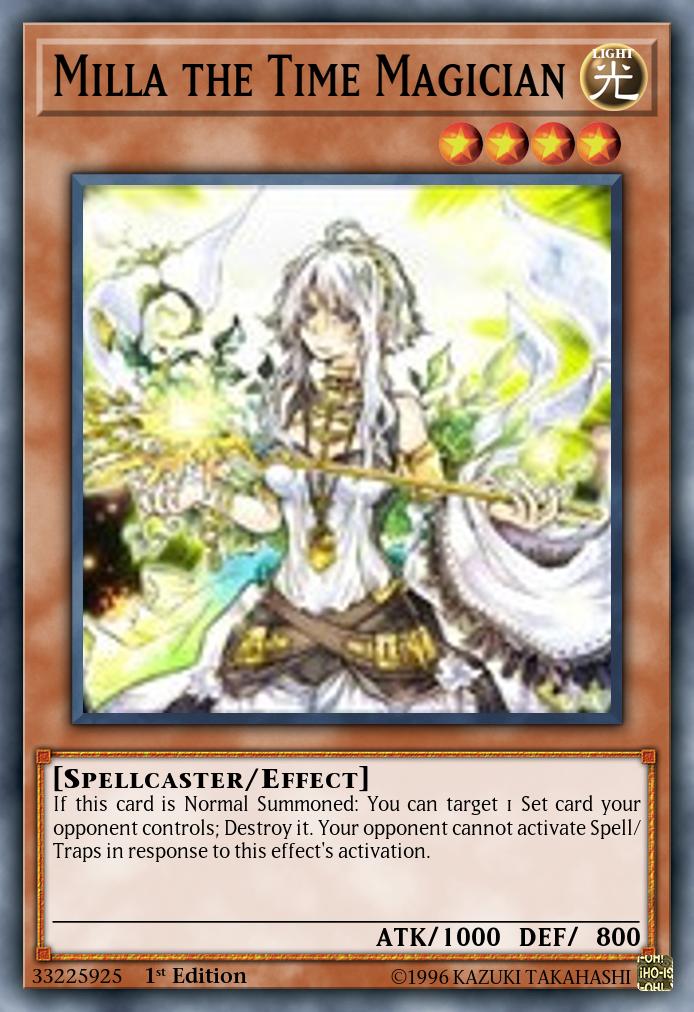 MILLA THE TIME MAGICIAN
LIGHT
光
[SPELLCASTER/EFFECT]
If this card is Normal Summoned: You can target 1 Set card your
opponent controls; Destroy it. Your opponent cannot activate Spell/
Traps in response to this effect's activation.
ATK/1000 DEF/ 800
33225925 1st Edition ©1996 KAZUKI TAKAHASHI